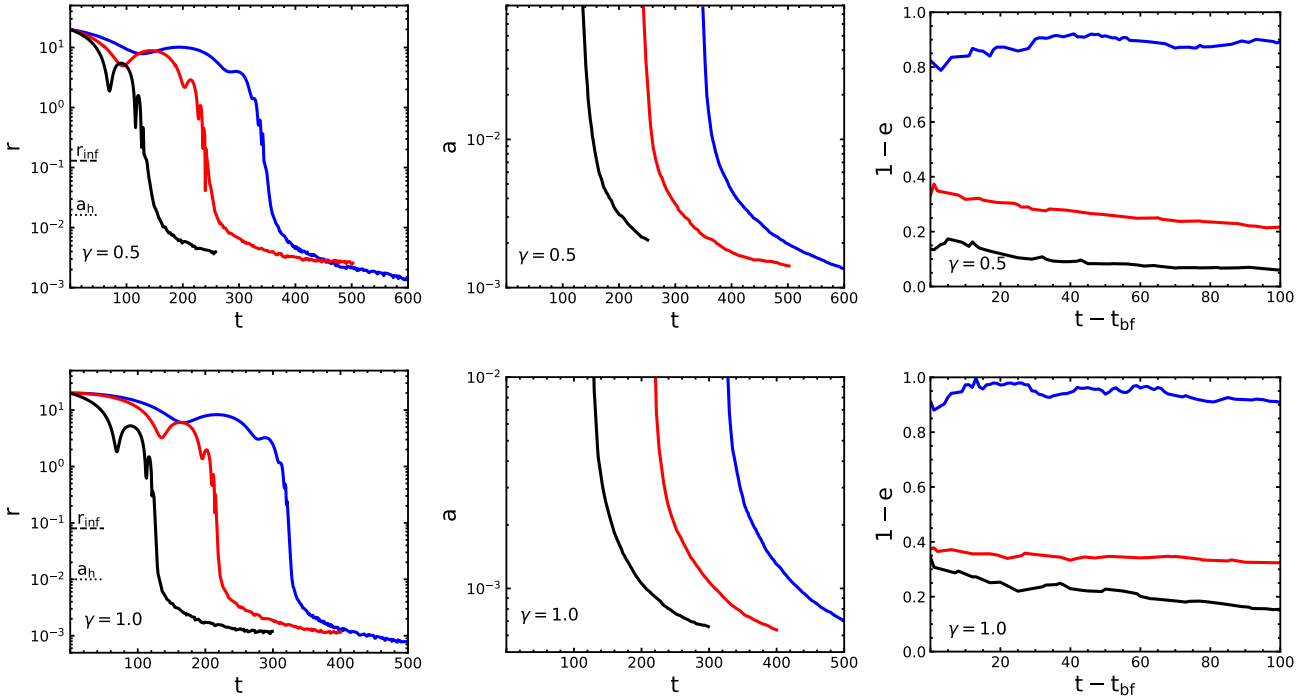 10¹
10⁰
10⁻¹
10⁻²
10⁻³
r
r_inf
a_h
γ = 0.5
100 200 300 400 500 600
t
10⁻²
10⁻³
a
γ = 0.5
100 200 300 400 500 600
t
1.0
0.8
0.6
0.4
0.2
0.0
1 − e
γ = 0.5
0 20 40 60 80 100
t − t_bf
10¹
10⁰
10⁻¹
10⁻²
10⁻³
r
r_inf
a_h
γ = 1.0
100 200 300 400 500
t
10⁻²
10⁻³
a
γ = 1.0
100 200 300 400 500
t
1.0
0.8
0.6
0.4
0.2
0.0
1 − e
γ = 1.0
0 20 40 60 80 100
t − t_bf